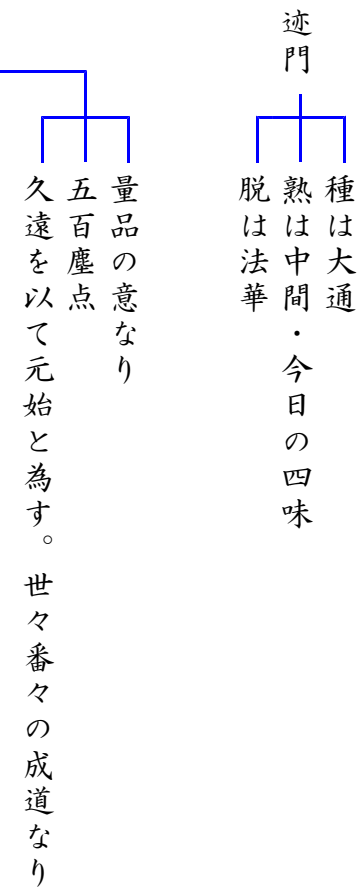 迹門
種は大通
熟は中間・今日の四味
脱は法華
量品の意なり
五百塵点
久遠を以て元始と為す。世々番々の成道なり